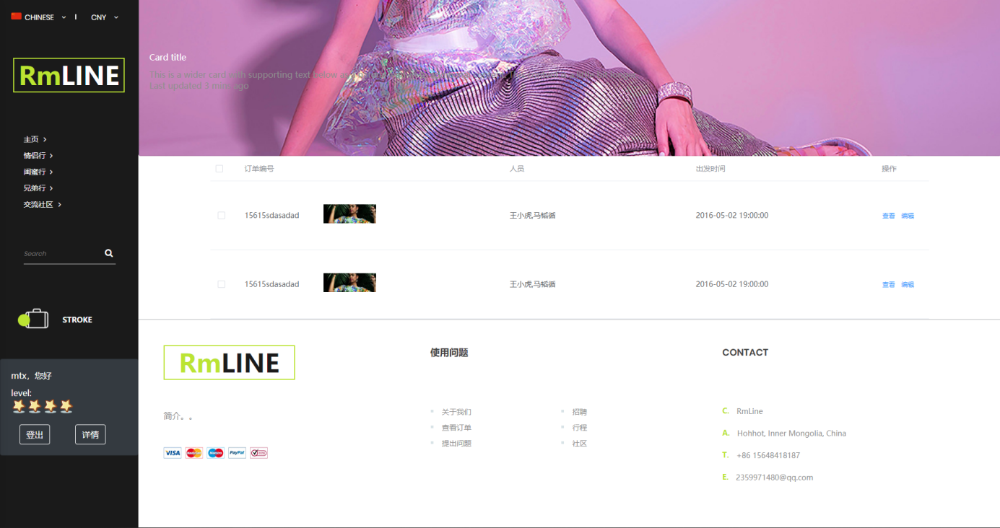 CHINESE
CNY
RmLINE
主页
情侣行
闺蜜行
兄弟行
交流社区
Search
STROKE
mtx，您好
level:
登出
详情
Card title
This is a wider card with supporting text below
Last updated 3 mins ago
订单编号 人员 出发时间 操作
15615sdasadad 王小虎,马韬循 2016-05-02 19:00:00 查看 编辑
15615sdasadad 王小虎,马韬循 2016-05-02 19:00:00 查看 编辑
RmLINE
简介。。
VISA PayPal
使用问题
关于我们
查看订单
提出问题
招聘
行程
社区
CONTACT
C. RmLine
A. Hohhot, Inner Mongolia, China
T. +86 15648418187
E. 2359971480@qq.com